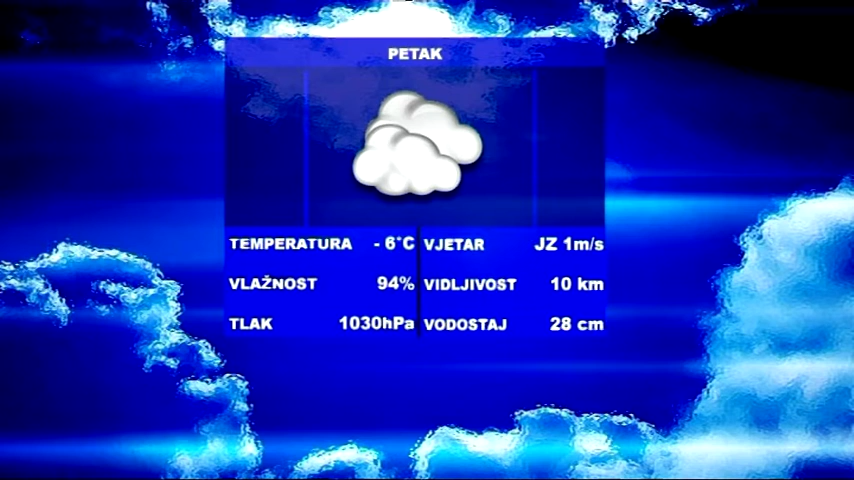 PETAK
TEMPERATURA - 6°C VJETAR JZ 1m/s
VLAŽNOST 94% VIDLJIVOST 10 km
TLAK 1030hPa VODOSTAJ 28 cm